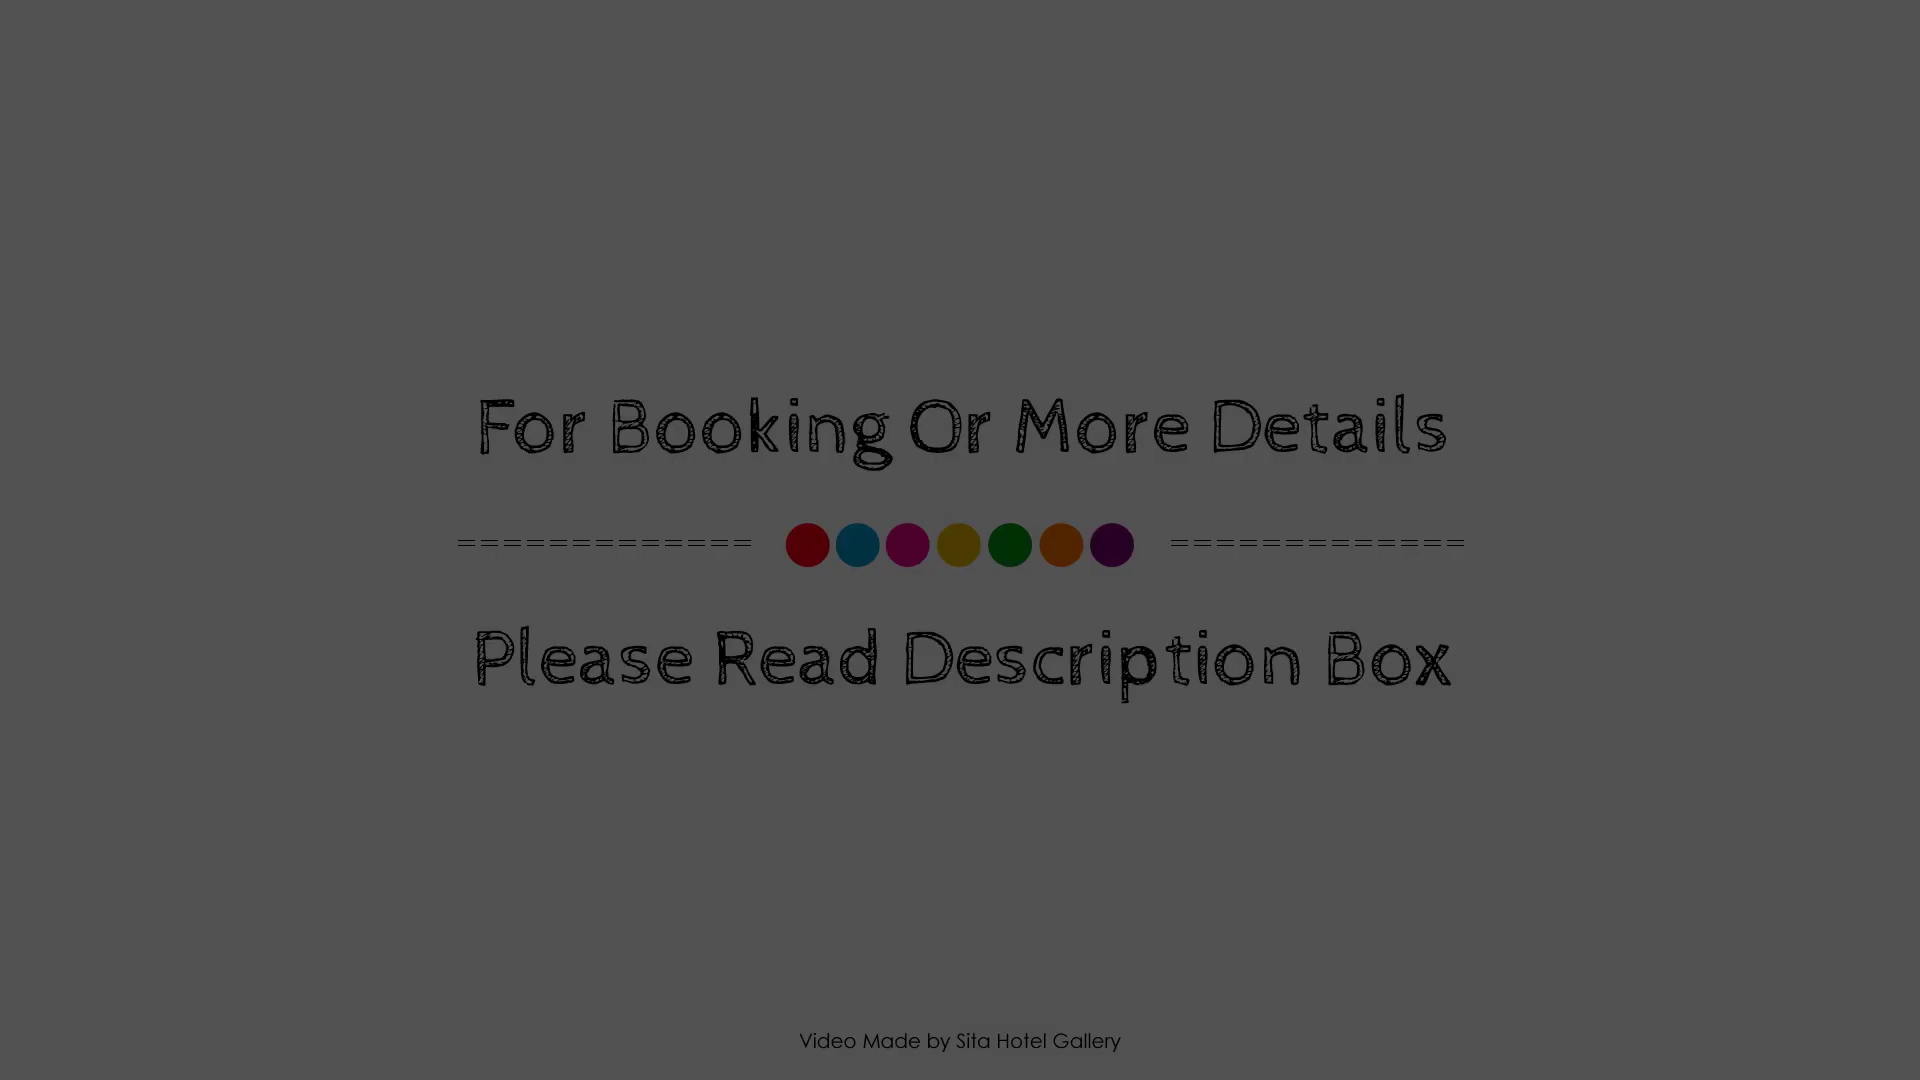 For Booking Or More Details
============= =============
Please Read Description Box
Video Made by Sita Hotel Gallery